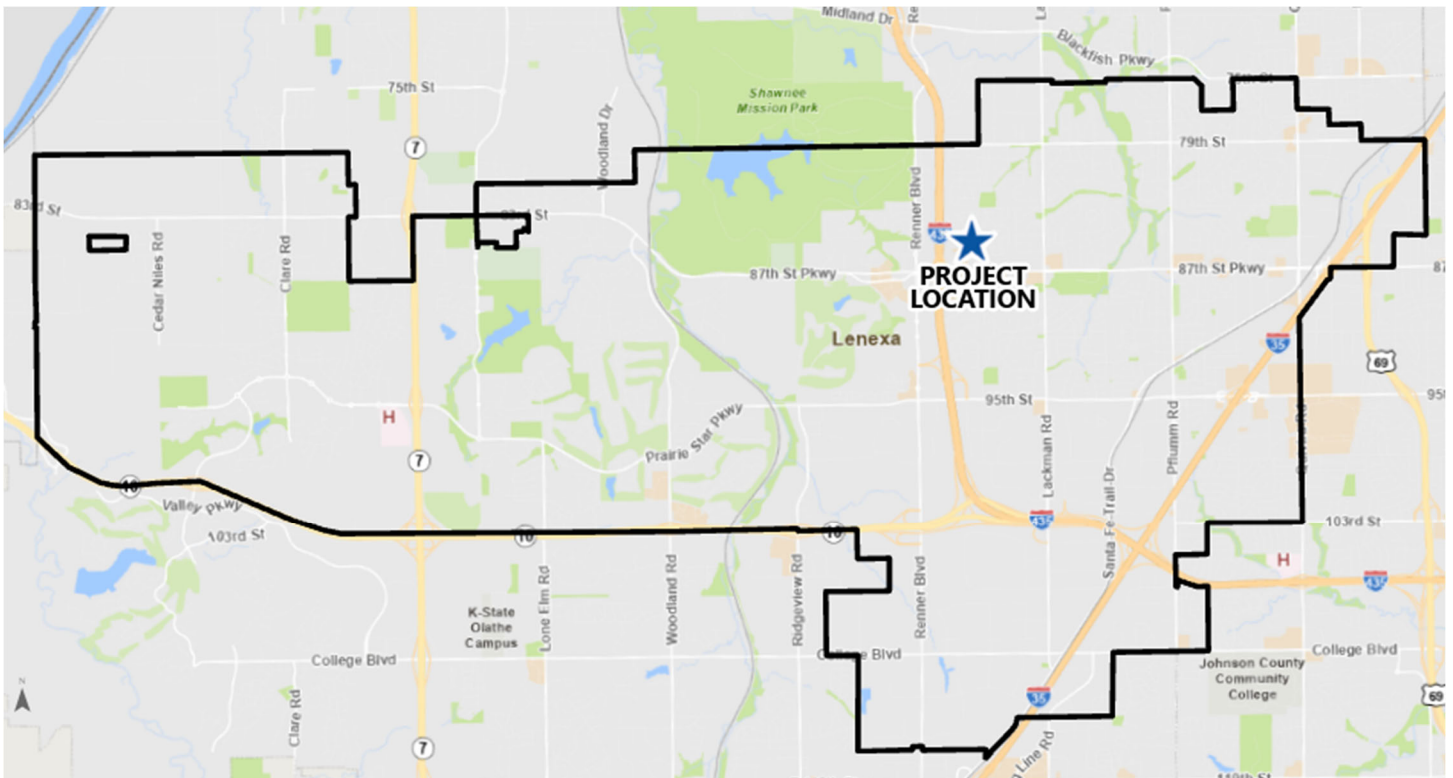 Midland Dr
Blackfish Pkwy
75th St
75th St
Shawnee
Mission Park
Woodland Dr
7
79th St
Renner Blvd
83rd St
83rd St
Cedar Niles Rd
Clare Rd
PROJECT
LOCATION
87th St Pkwy
87th St Pkwy
Lenexa
35
69
95th St
H
Prairie Star Pkwy
Lackman Rd
Pflumm Rd
7
10
Valley Pkwy
103rd St
10
10
435
Santa Fe Trail Dr
103rd St
H
435
K-State
Olathe
Campus
Lone Elm Rd
Woodland Rd
Ridgeview Rd
Renner Blvd
College Blvd
College Blvd
College Blvd
Johnson County
Community
College
N
Clare Rd
35
69
7